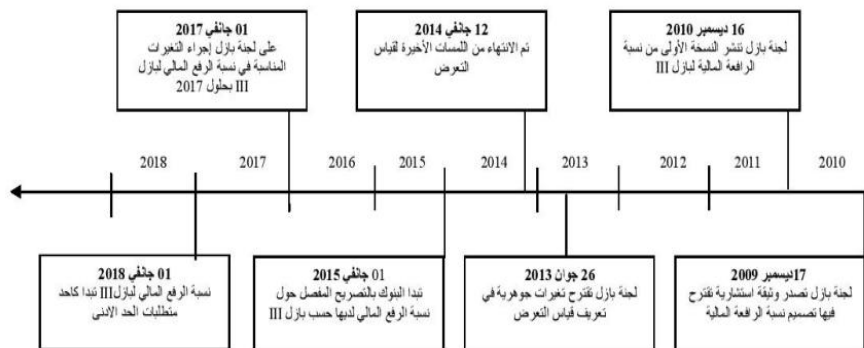 16 ديسمبر 2010
لجنة بازل تنشر النسخة الأولى من نسبة
الرافعة المالية لبازل III
12 جانفي 2014
تم الانتهاء من اللمسات الأخيرة لقياس
التعرض
01 جانفي 2017
على لجنة بازل إجراء التغيرات
المناسبة في نسبة الرفع المالي لبازل
III بحلول 2017
2010
2011
2012
2013
2014
2015
2016
2017
2018
17ديسمبر 2009
لجنة بازل تصدر وثيقة استشارية تقترح
فيها تصميم نسبة الرافعة المالية
26 جوان 2013
لجنة بازل تقترح تغيرات جوهرية في
تعريف قياس التعرض
01 جانفي 2015
تبدا البنوك بالتصريح المفصل حول
نسبة الرفع المالي لديها حسب بازل III
01 جانفي 2018
نسبة الرفع المالي لبازلIII تبدا كاحد
متطلبات الحد الادنى